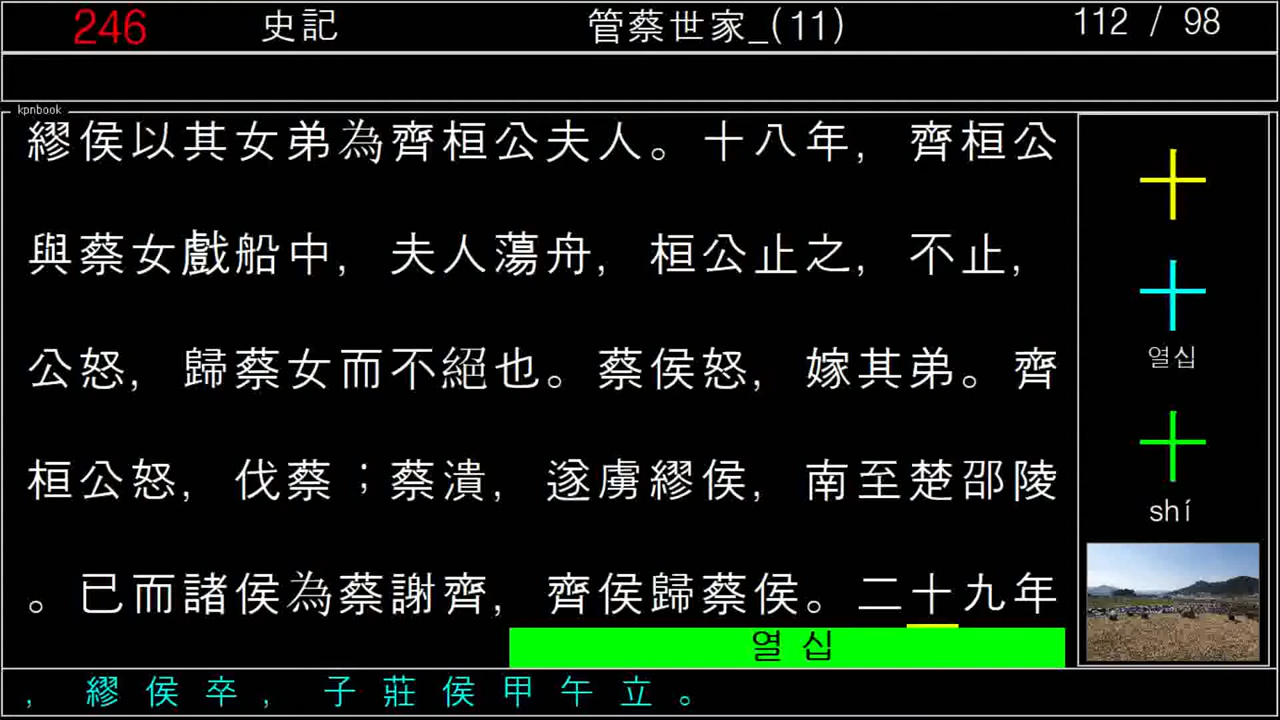 246 史記 管蔡世家_(11) 112 / 98
kpnbook
繆侯以其女弟為齊桓公夫人。十八年, 齊桓公
與蔡女戲船中, 夫人蕩舟, 桓公止之, 不止,
公怒, 歸蔡女而不絕也。蔡侯怒, 嫁其弟。齊
桓公怒, 伐蔡；蔡潰, 遂虜繆侯, 南至楚邵陵
。已而諸侯為蔡謝齊, 齊侯歸蔡侯。二十九年
열 십
, 繆侯卒, 子莊侯甲午立。
十
十
열십
十
shí